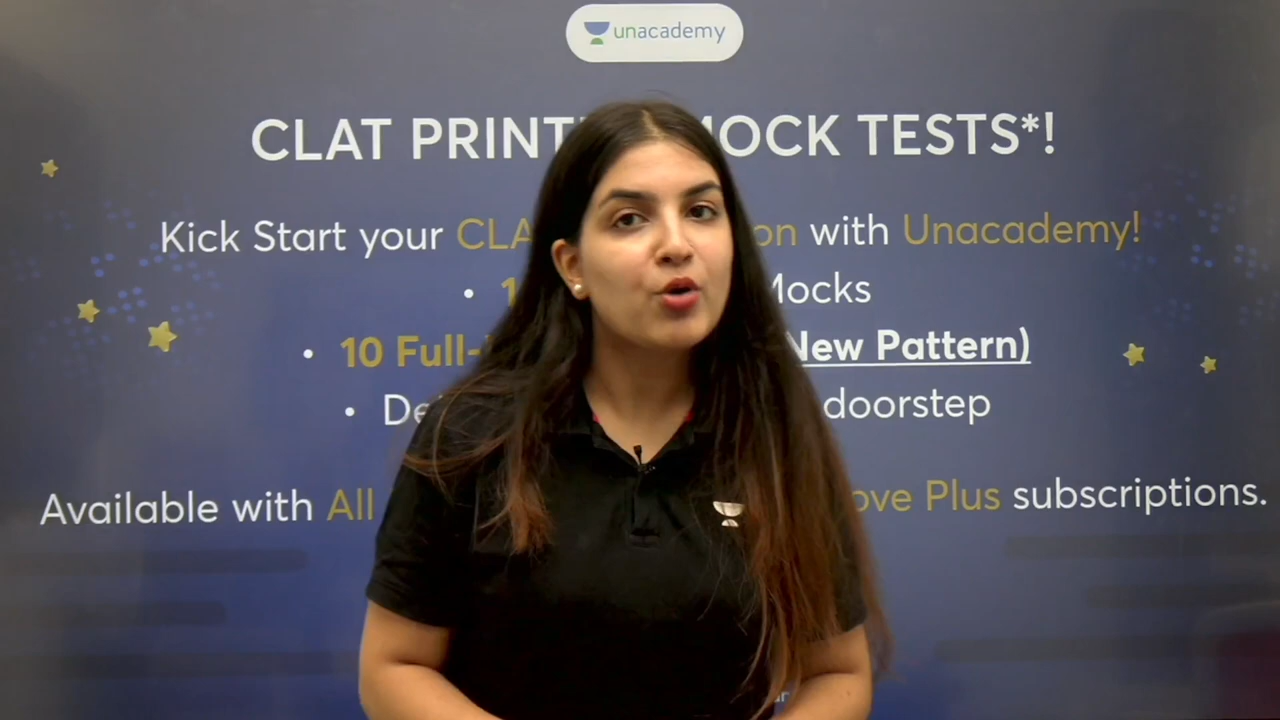 unacademy
CLAT PRINT MOCK TESTS*!
Kick Start your CLA on with Unacademy!
• 1 Mocks
• 10 Full- New Pattern)
• De doorstep
Available with All ove Plus subscriptions.